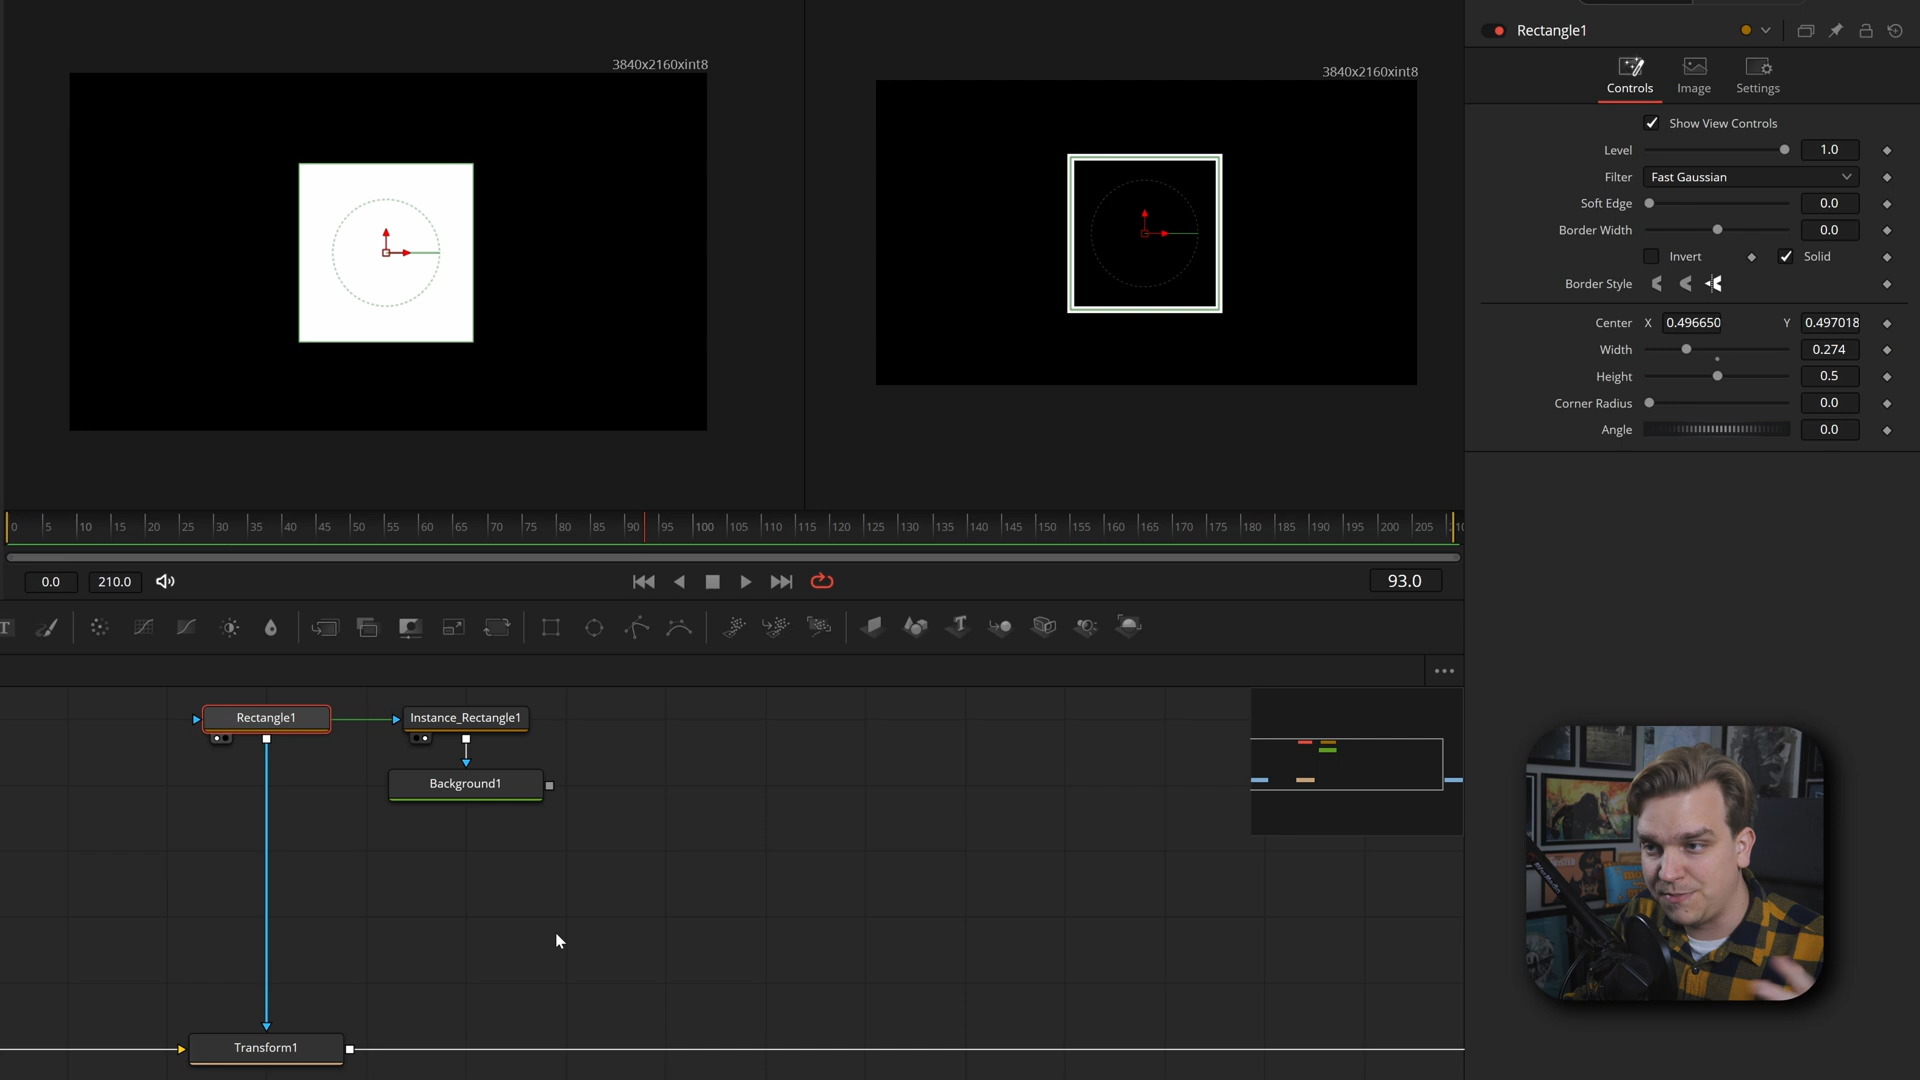 3840x2160xint8
3840x2160xint8
Rectangle1
Controls
Image
Settings
Show View Controls
Level 1.0
Filter Fast Gaussian
Soft Edge 0.0
Border Width 0.0
Invert Solid
Border Style
Center X 0.496650 Y 0.497018
Width 0.274
Height 0.5
Corner Radius 0.0
Angle 0.0
0 5 10 15 20 25 30 35 40 45 50 55 60 65 70 75 80 85 90 95 100 105 110 115 120 125 130 135 140 145 150 155 160 165 170 175 180 185 190 195 200 205
0.0 210.0 93.0
T
Rectangle1 Instance_Rectangle1
Background1
Transform1